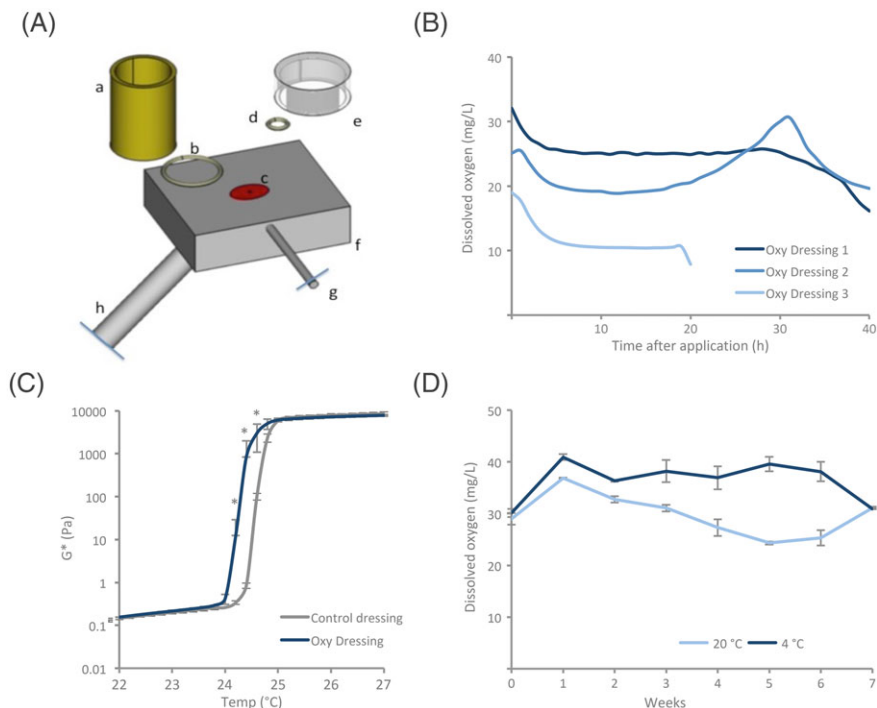 (A)
a
b
c
d
e
f
g
h
(B)
Dissolved oxygen (mg/L)
40
30
20
10
Oxy Dressing 1
Oxy Dressing 2
Oxy Dressing 3
10 20 30 40
Time after application (h)
(C)
G* (Pa)
10000
1000
100
10
1
0.1
0.01
* * *
Control dressing
Oxy Dressing
22 23 24 25 26 27
Temp (°C)
(D)
Dissolved oxygen (mg/L)
50
40
30
20
10
20 °C 4 °C
0 1 2 3 4 5 6 7
Weeks